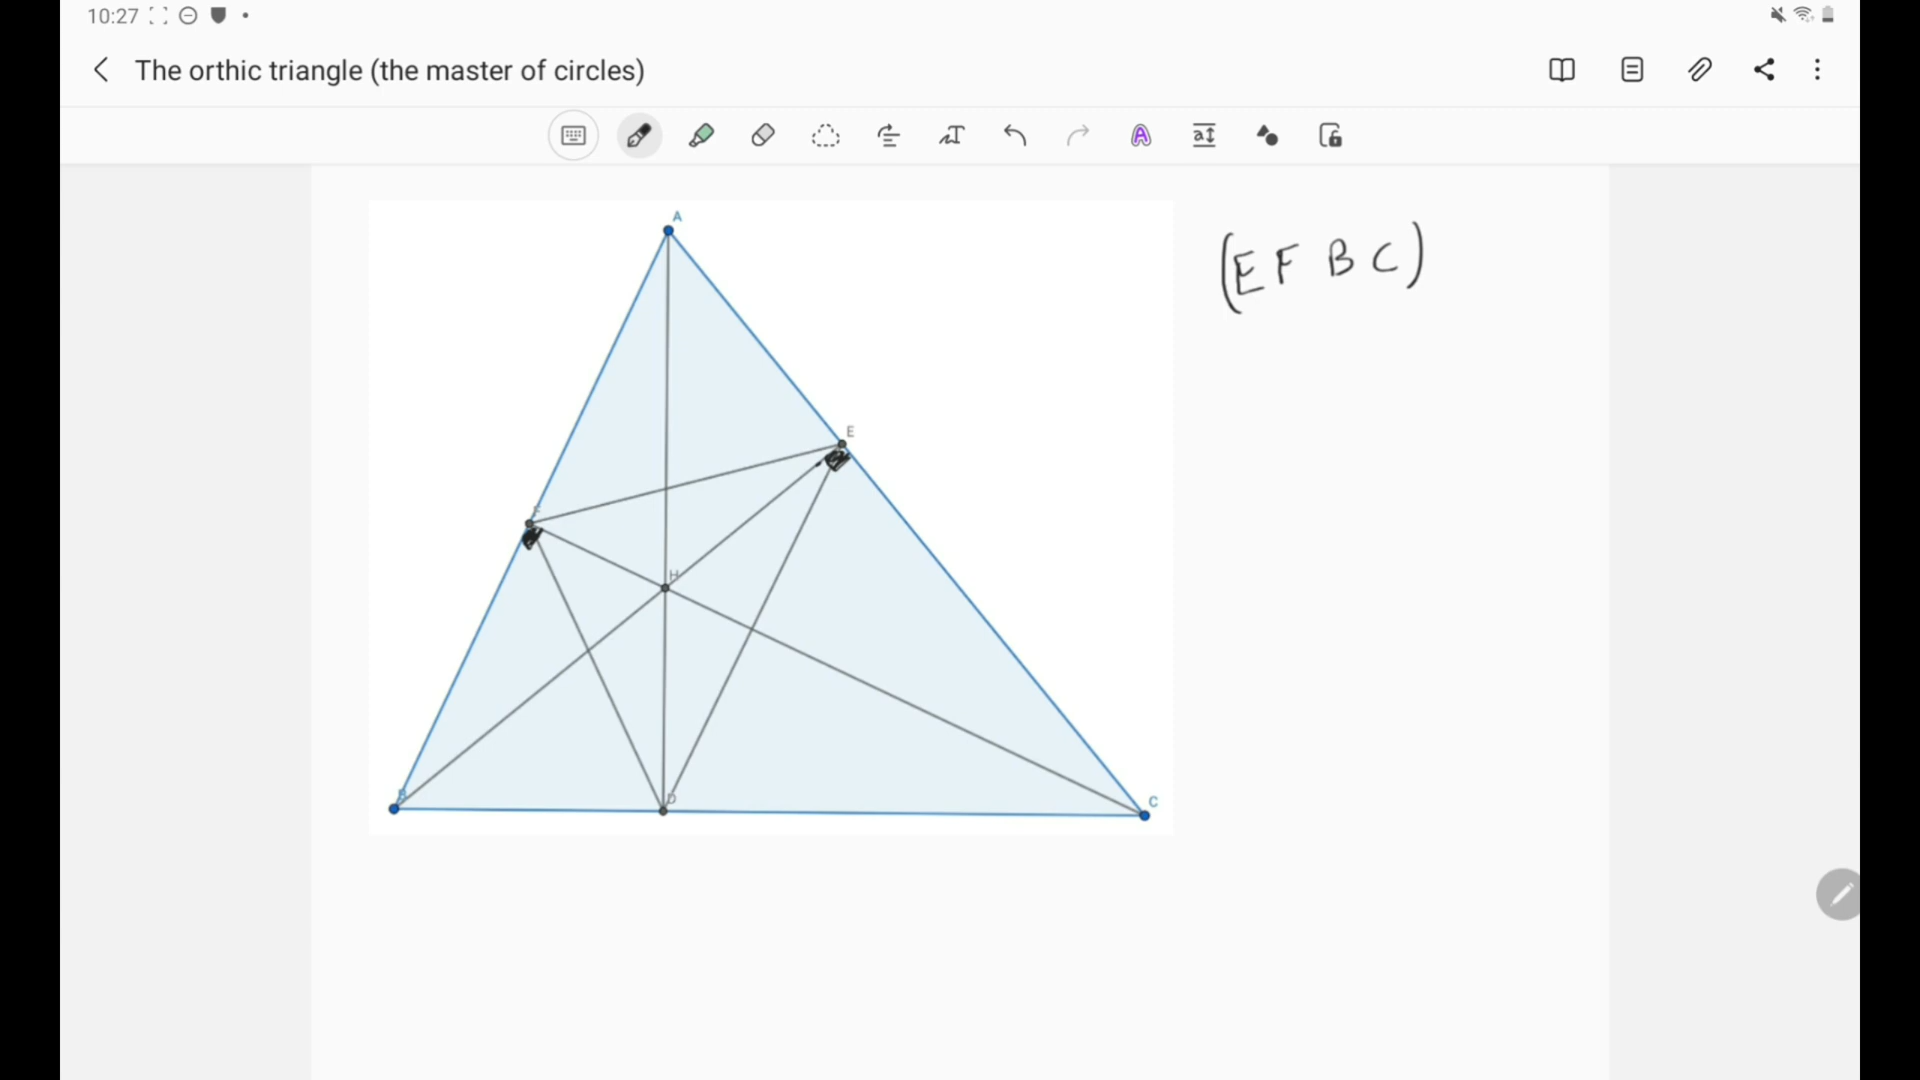 10:27
The orthic triangle (the master of circles)
A
(E F B C)
E
F
H
B
D
C